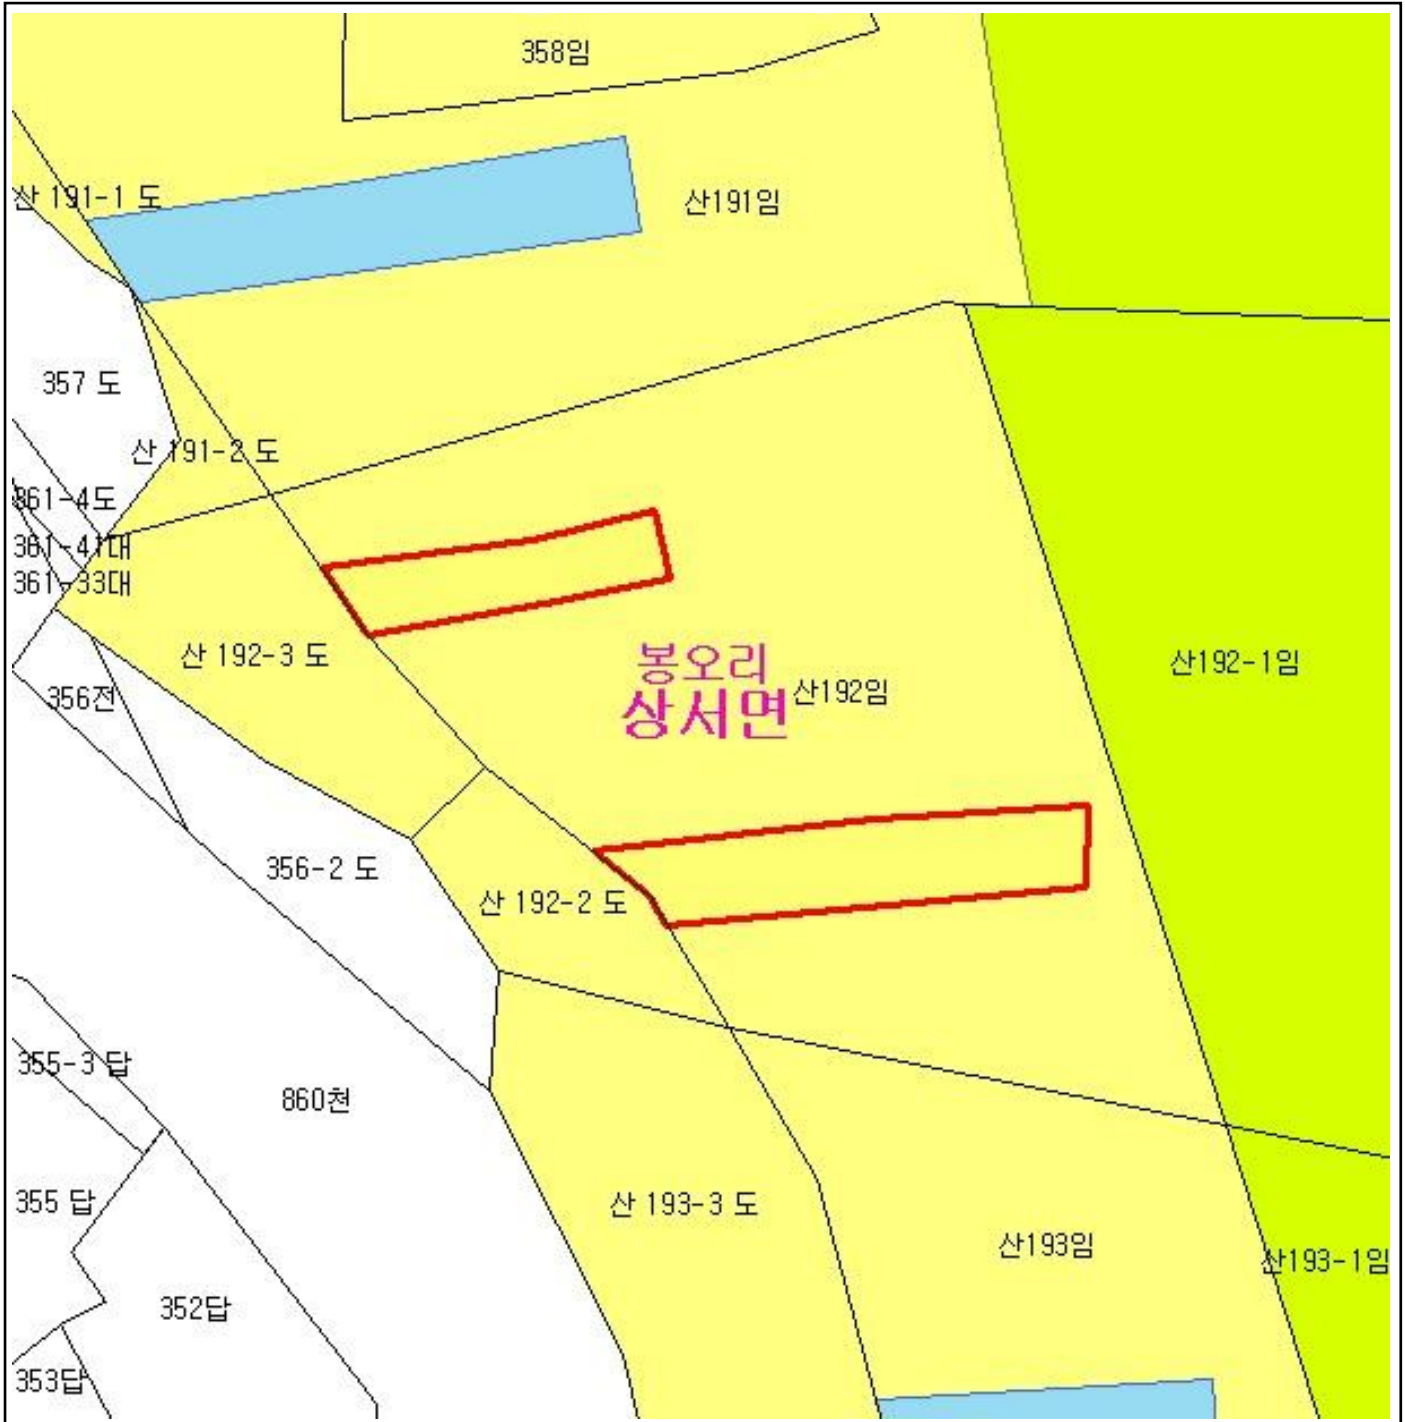 358임
산 191-1 도
산191임
357 도
산 191-2 도
361-4도
361-41대
361-33대
산 192-3 도
봉오리
산192-1임
산192임
상서면
356전
356-2 도
산 192-2 도
355-3 답
860천
355 답
산 193-3 도
산193임
산193-1임
352답
353답